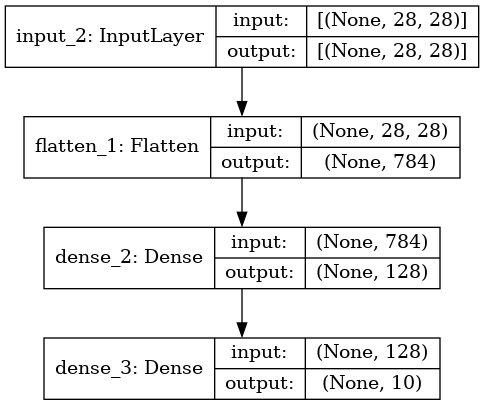 input_2: InputLayer
input:
[(None, 28, 28)]
output:
[(None, 28, 28)]
flatten_1: Flatten
input:
(None, 28, 28)
output:
(None, 784)
dense_2: Dense
input:
(None, 784)
output:
(None, 128)
dense_3: Dense
input:
(None, 128)
output:
(None, 10)